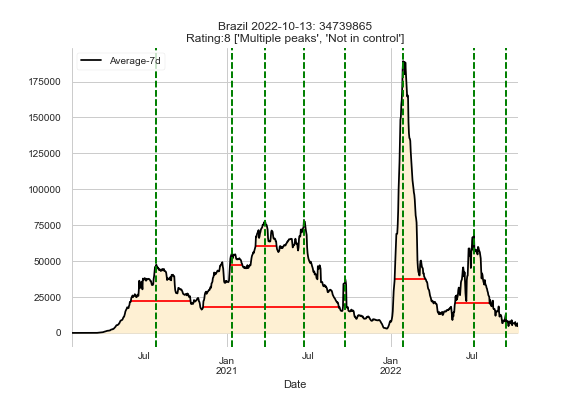 Brazil 2022-10-13: 34739865
Rating:8 ['Multiple peaks', 'Not in control']
Average-7d
175000
150000
125000
100000
75000
50000
25000
0
Jul
Jan
2021
Jul
Jan
2022
Jul
Date